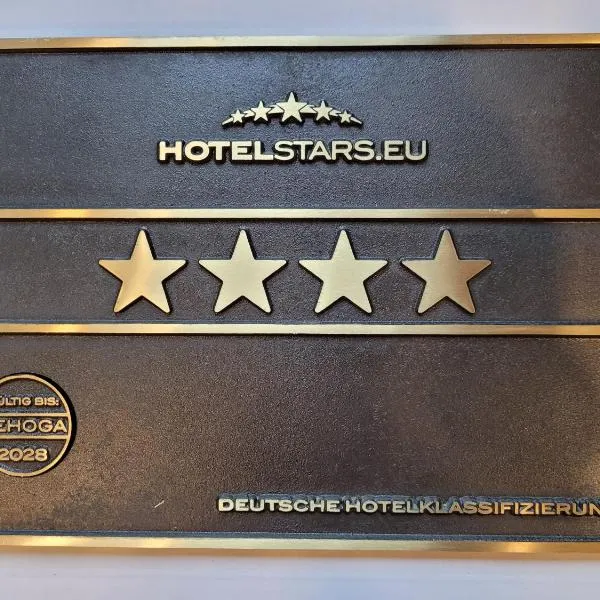 HOTELSTARS.EU
ÜLTIG BIS:
EHOGA
2028
DEUTSCHE HOTELKLASSIFIZIERUN